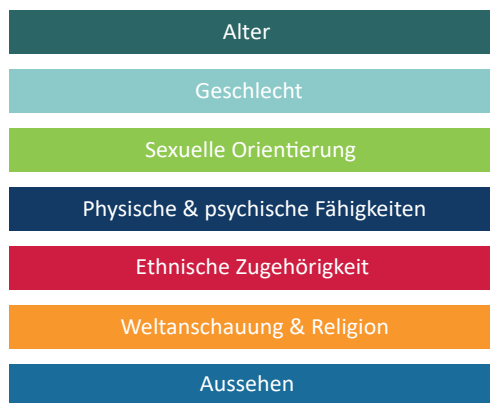 Alter
Geschlecht
Sexuelle Orientierung
Physische & psychische Fähigkeiten
Ethnische Zugehörigkeit
Weltanschauung & Religion
Aussehen